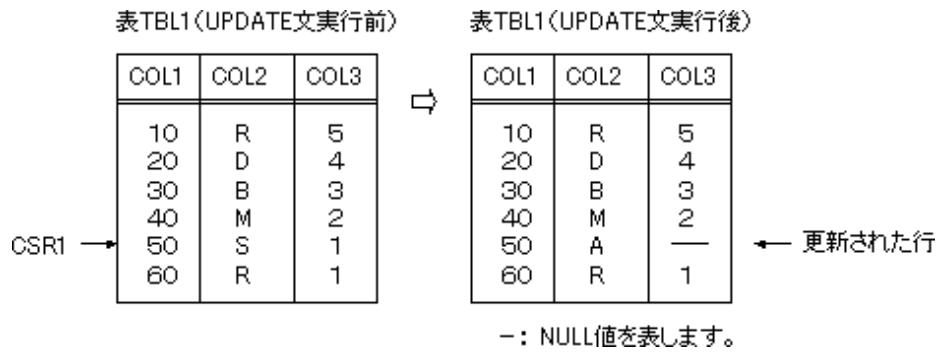 表TBL1(UPDATE文実行前) 表TBL1(UPDATE文実行後)
COL1 COL2 COL3 ⇨ COL1 COL2 COL3
10 R 5 10 R 5
20 D 4 20 D 4
30 B 3 30 B 3
40 M 2 40 M 2
CSR1 → 50 S 1 50 A — ← 更新された行
60 R 1 60 R 1
−: NULL値を表します。